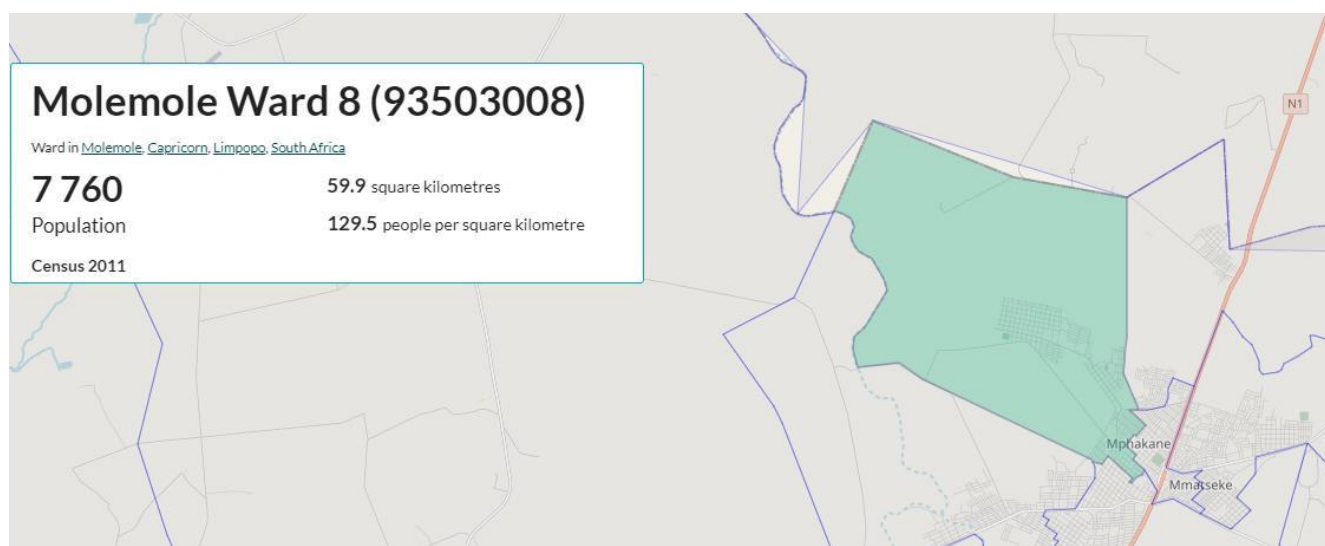 Molemole Ward 8 (93503008)
Ward in Molemole, Capricorn, Limpopo, South Africa
7 760
Population
59.9 square kilometres
129.5 people per square kilometre
Census 2011
N1
Mphakane
Mmatseke